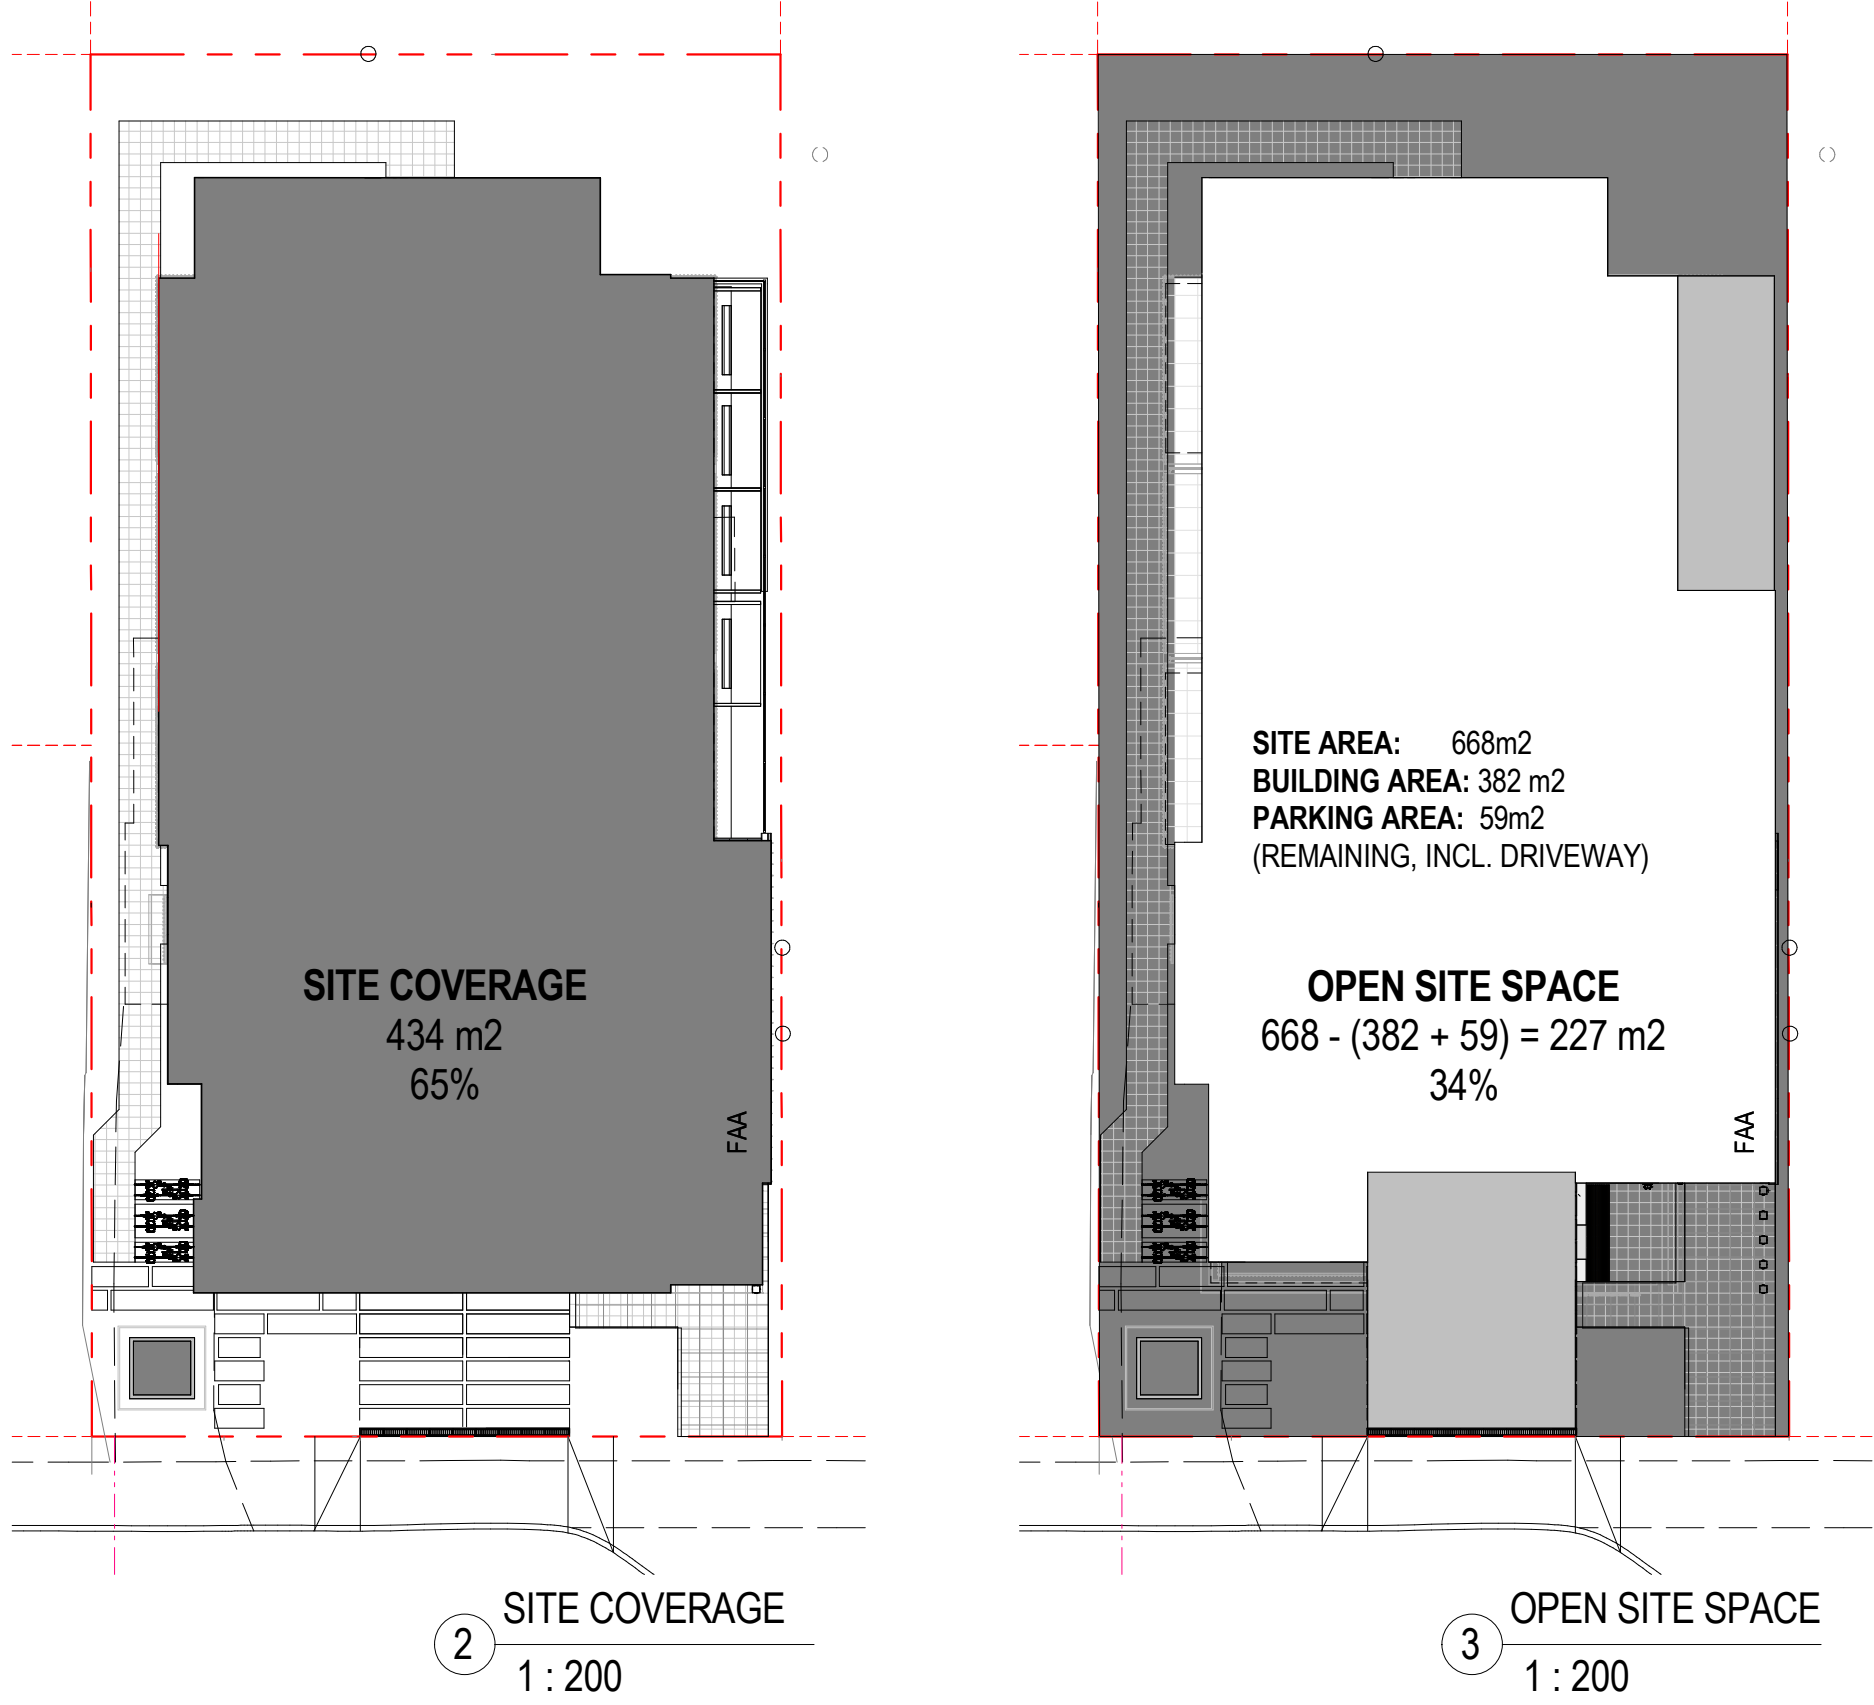 SITE COVERAGE
434 m2
65%
FAA
2
SITE COVERAGE
1 : 200
SITE AREA: 668m2
BUILDING AREA: 382 m2
PARKING AREA: 59m2
(REMAINING, INCL. DRIVEWAY)
OPEN SITE SPACE
668 - (382 + 59) = 227 m2
34%
FAA
3
OPEN SITE SPACE
1 : 200